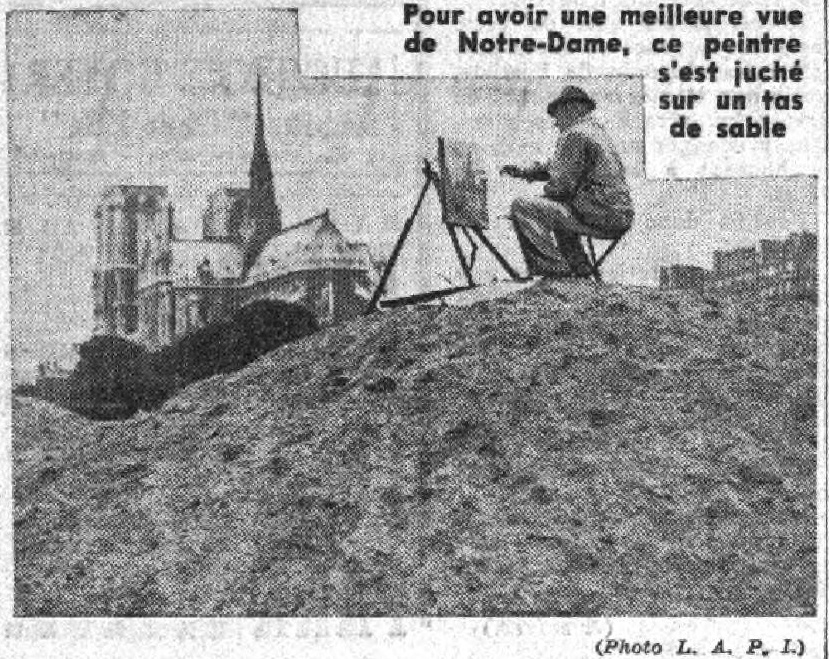 Pour avoir une meilleure vue
de Notre-Dame, ce peintre
s'est juché
sur un tas
de sable
(Photo L. A. P. I.)